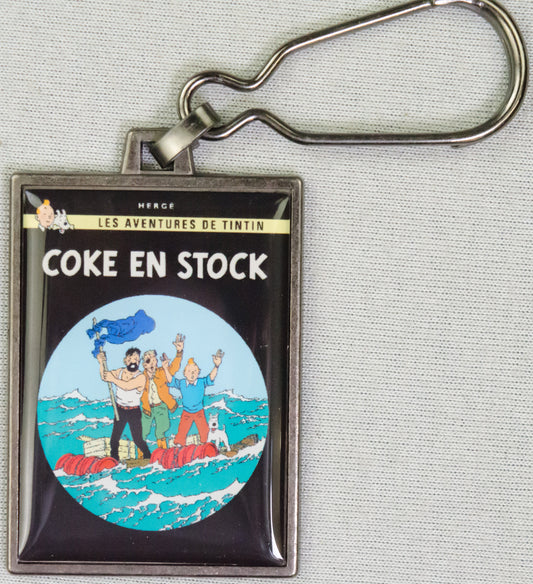 HERGÉ
LES AVENTURES DE TINTIN
COKE EN STOCK